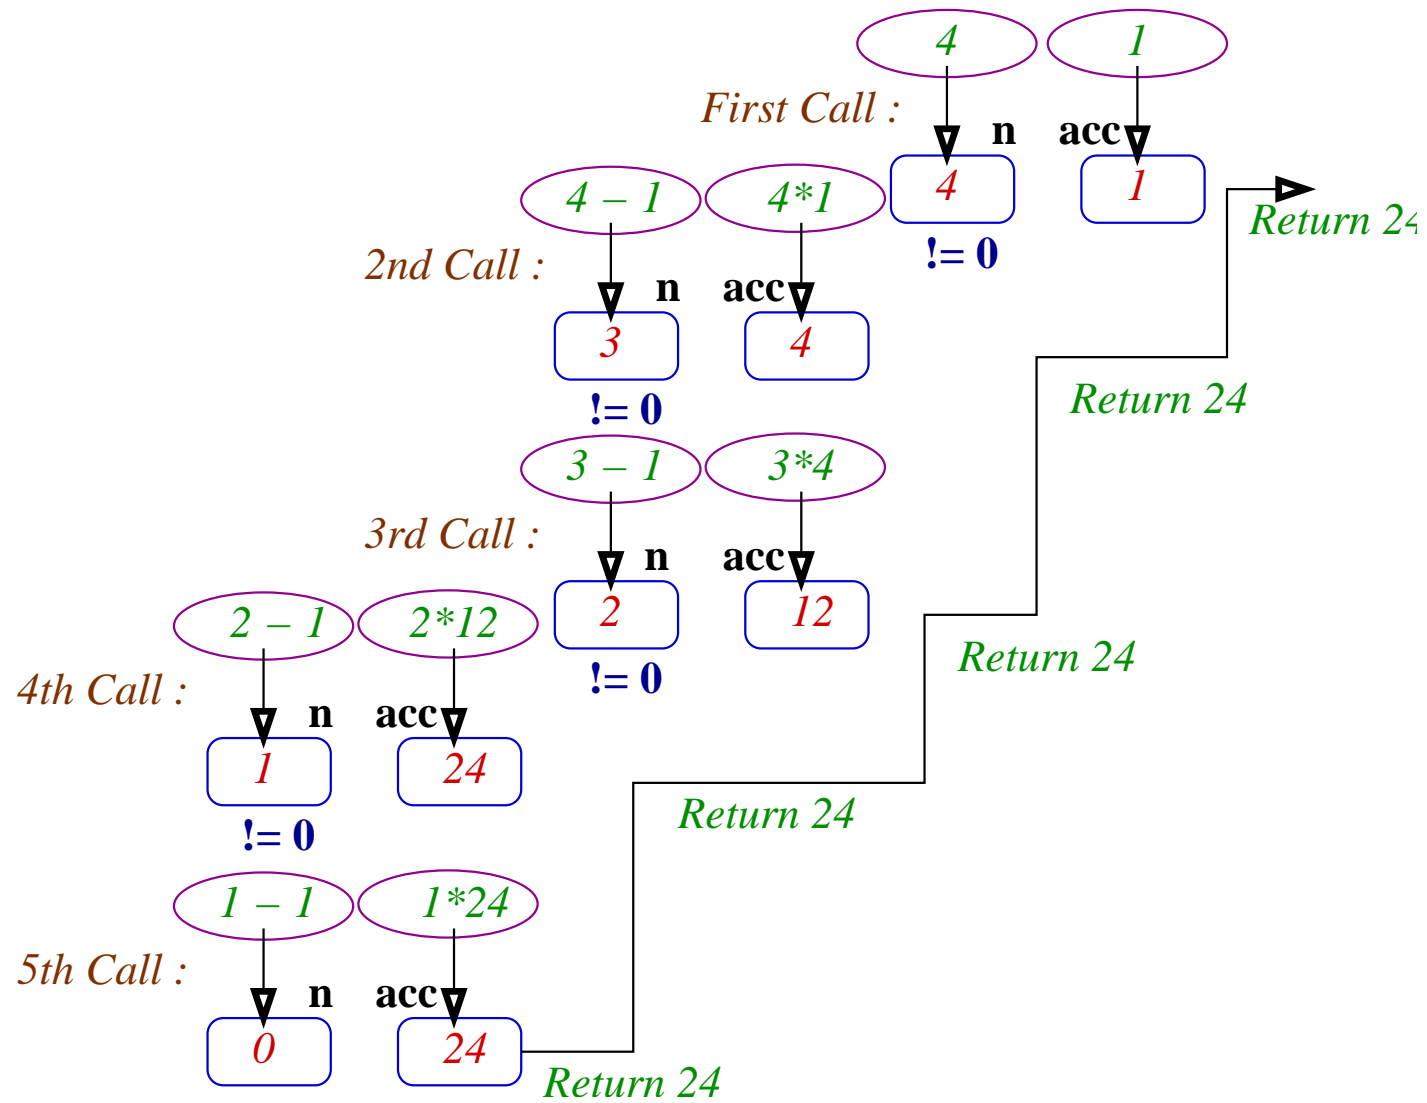 4 1
First Call :
n acc
4 1
!= 0
4 – 1 4*1
2nd Call :
n acc
3 4
!= 0
3 – 1 3*4
3rd Call :
n acc
2 12
!= 0
2 – 1 2*12
4th Call :
n acc
1 24
!= 0
1 – 1 1*24
5th Call :
n acc
0 24
Return 24
Return 24
Return 24
Return 24
Return 24